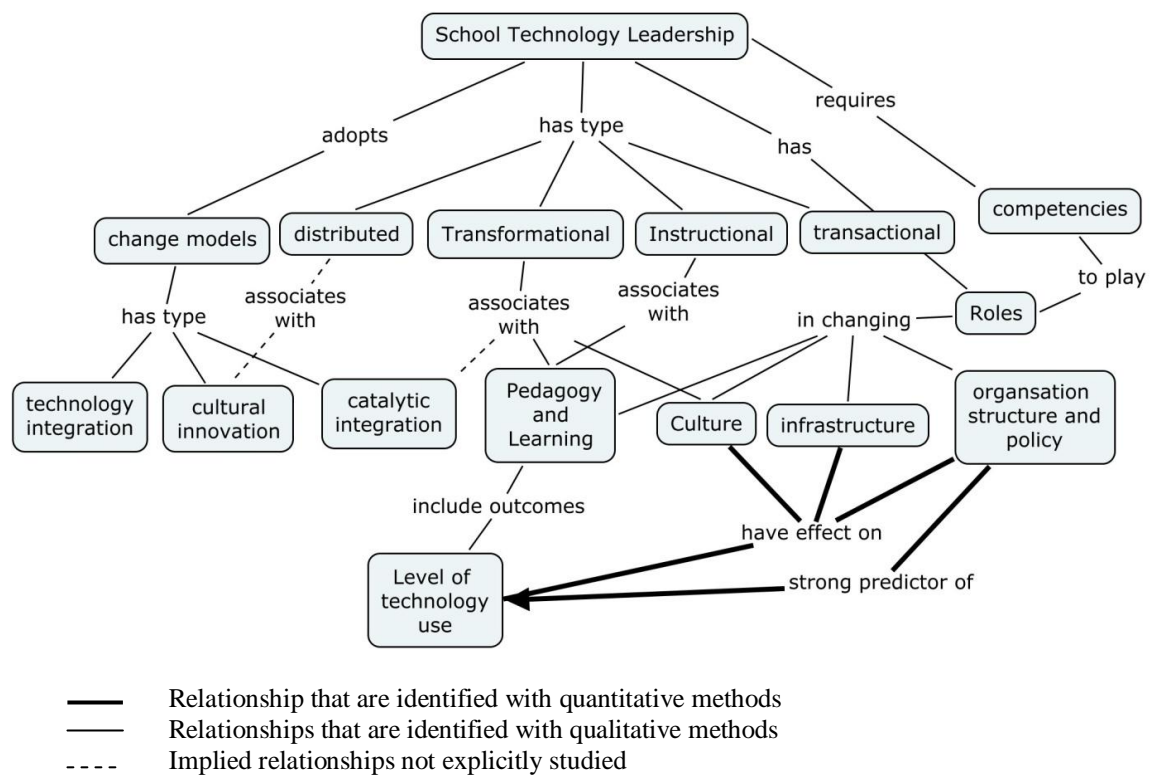 School Technology Leadership
requires
adopts
has type
has
competencies
change models
distributed
Transformational
Instructional
transactional
to play
associates
with
associates
with
associates
with
has type
in changing
Roles
technology
integration
cultural
innovation
catalytic
integration
Pedagogy
and
Learning
Culture
infrastructure
organsation
structure and
policy
include outcomes
have effect on
strong predictor of
Level of
technology
use
Relationship that are identified with quantitative methods
Relationships that are identified with qualitative methods
Implied relationships not explicitly studied